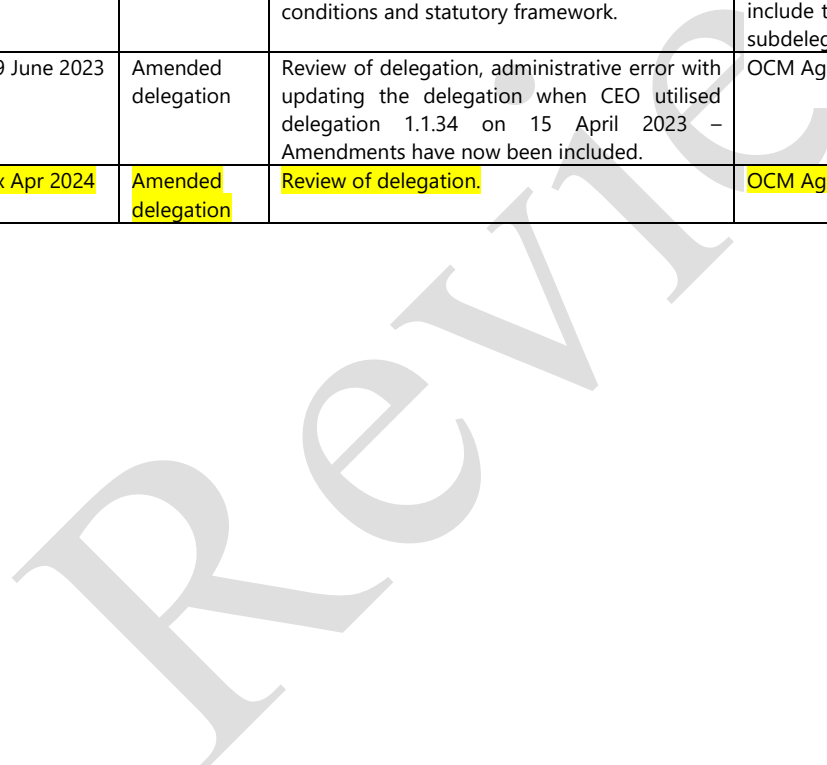 conditions and statutory framework.
include t
subdeleg
9 June 2023
Amended
delegation
Review of delegation, administrative error with
updating the delegation when CEO utilised
delegation 1.1.34 on 15 April 2023 –
Amendments have now been included.
OCM Ag
x Apr 2024
Amended
delegation
Review of delegation.
OCM Ag
Revie